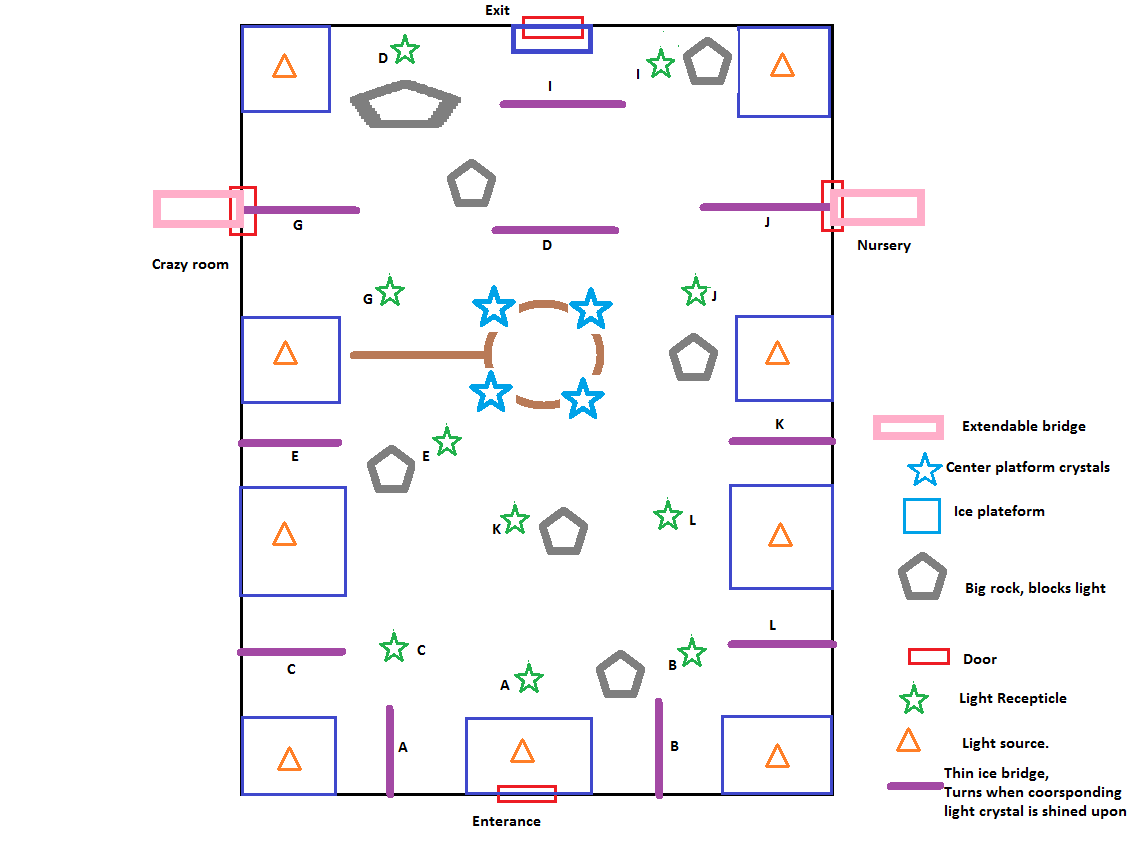 Exit
D
I
I
G
J
D
Crazy room
Nursery
G
J
K
E
E
K
L
L
C
C
B
A
A
B
Enterance
Extendable bridge
Center platform crystals
Ice plateform
Big rock, blocks light
Door
Light Recepticle
Light source.
Thin ice bridge,
Turns when coorsponding
light crystal is shined upon